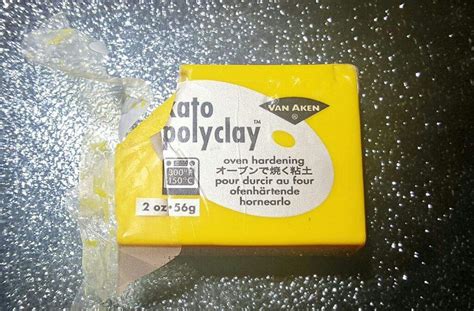 kato
polyclay™
VAN AKEN
®
oven hardening
オーブンで焼く粘土
300°F
150°C
pour durcir au four
ofenhärtende
2 oz•56g
hornearlo